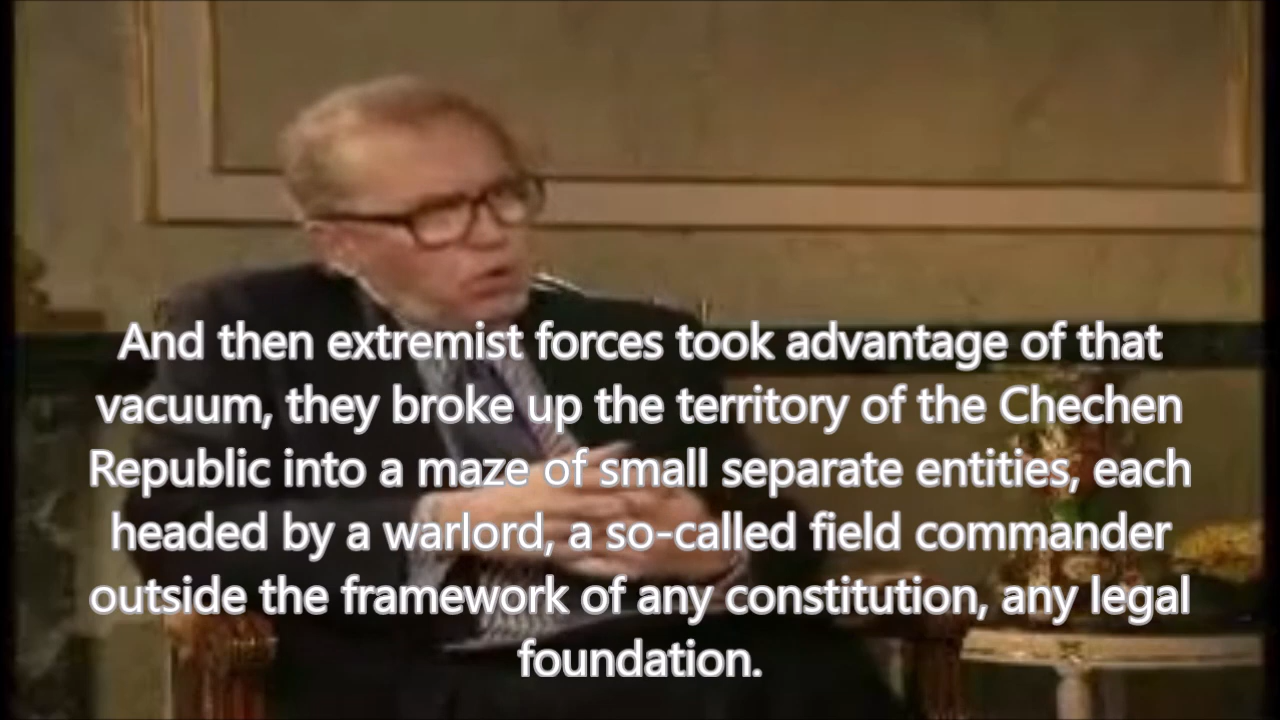 And then extremist forces took advantage of that
vacuum, they broke up the territory of the Chechen
Republic into a maze of small separate entities, each
headed by a warlord, a so-called field commander
outside the framework of any constitution, any legal
foundation.